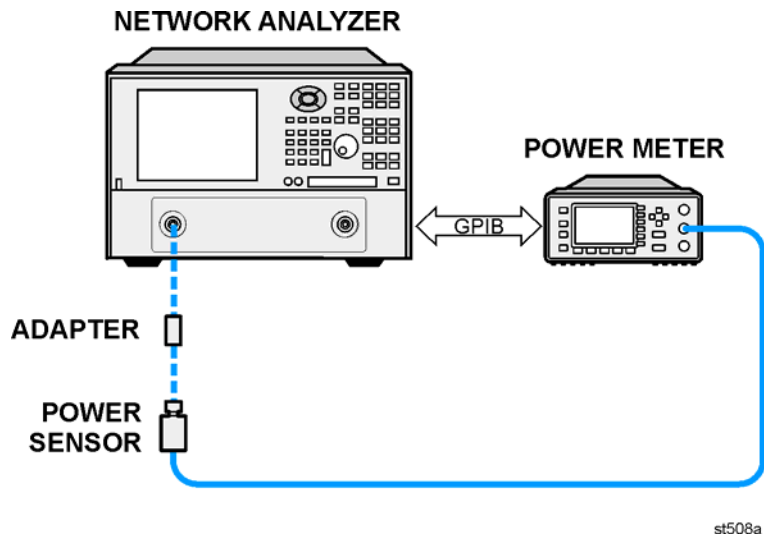 NETWORK ANALYZER
POWER METER
GPIB
ADAPTER
POWER
SENSOR
st508a